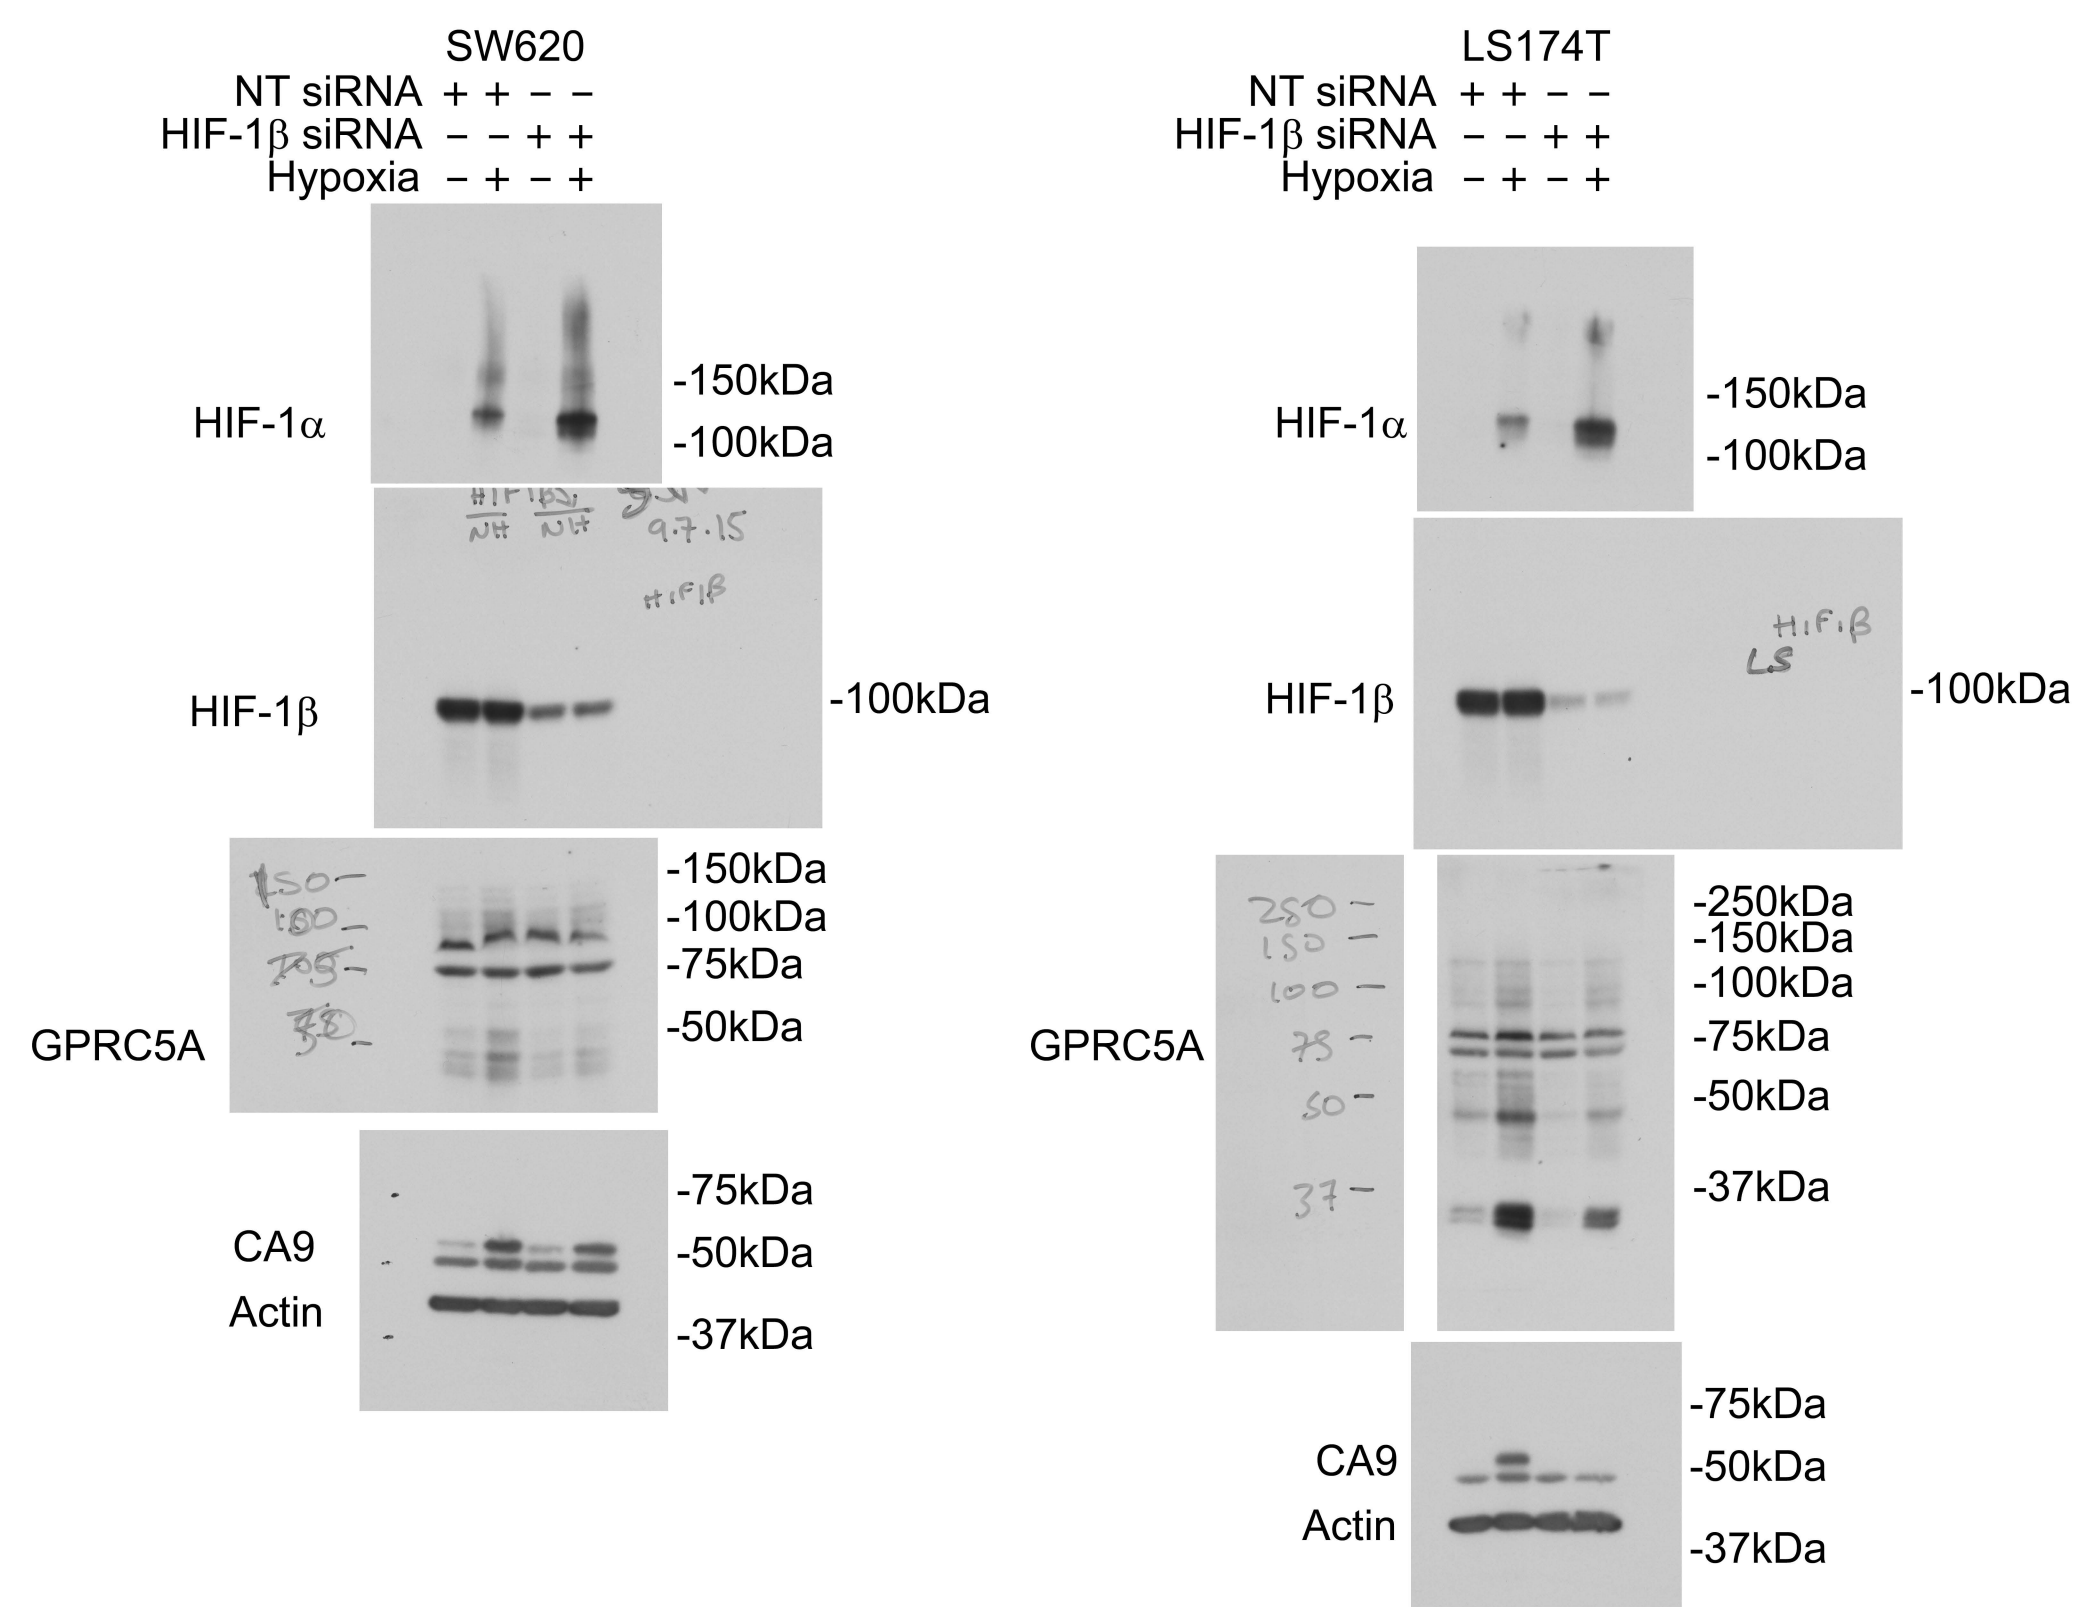 SW620
NT siRNA + + – –
HIF-1β siRNA – – + +
Hypoxia – + – +
-150kDa
HIF-1α
-100kDa
HIF1β
NH NH 9.7.15
HIF1β
-100kDa
HIF-1β
150- -150kDa
100- -100kDa
75- -75kDa
50- -50kDa
GPRC5A
-75kDa
CA9 -50kDa
Actin
-37kDa
LS174T
NT siRNA + + – –
HIF-1β siRNA – – + +
Hypoxia – + – +
-150kDa
HIF-1α
-100kDa
HIF1β
LS
HIF-1β -100kDa
250- -250kDa
150- -150kDa
100- -100kDa
GPRC5A 75- -75kDa
50- -50kDa
37- -37kDa
-75kDa
CA9 -50kDa
Actin
-37kDa